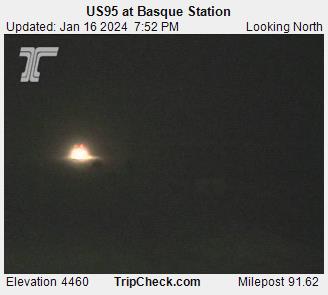 US95 at Basque Station
Updated: Jan 16 2024 7:52 PM Looking North
Elevation 4460 TripCheck.com Milepost 91.62